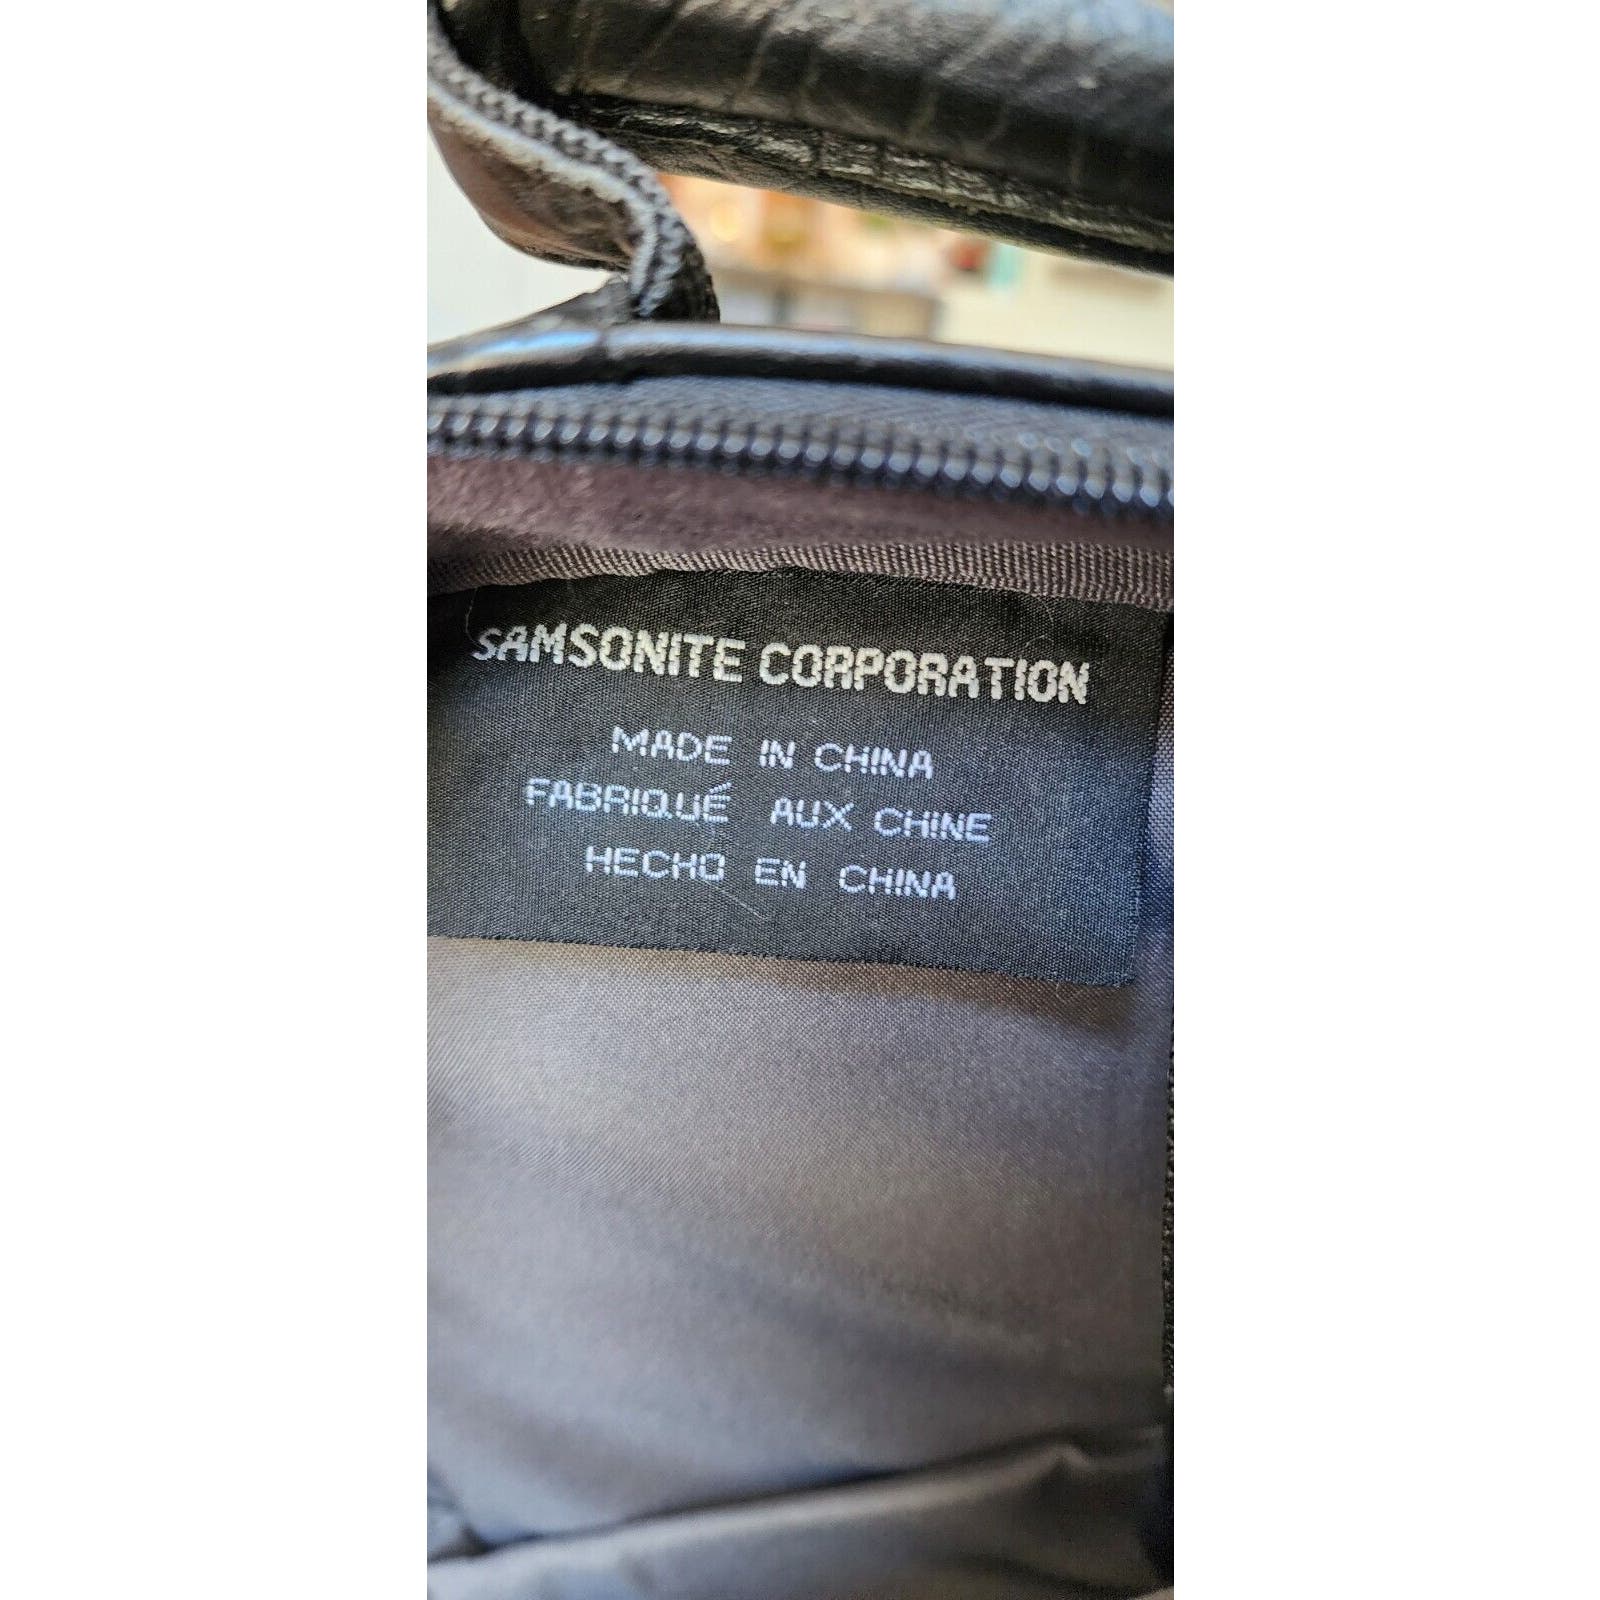 SAMSONITE CORPORATION
MADE IN CHINA
FABRIQUÉ AUX CHINE
HECHO EN CHINA